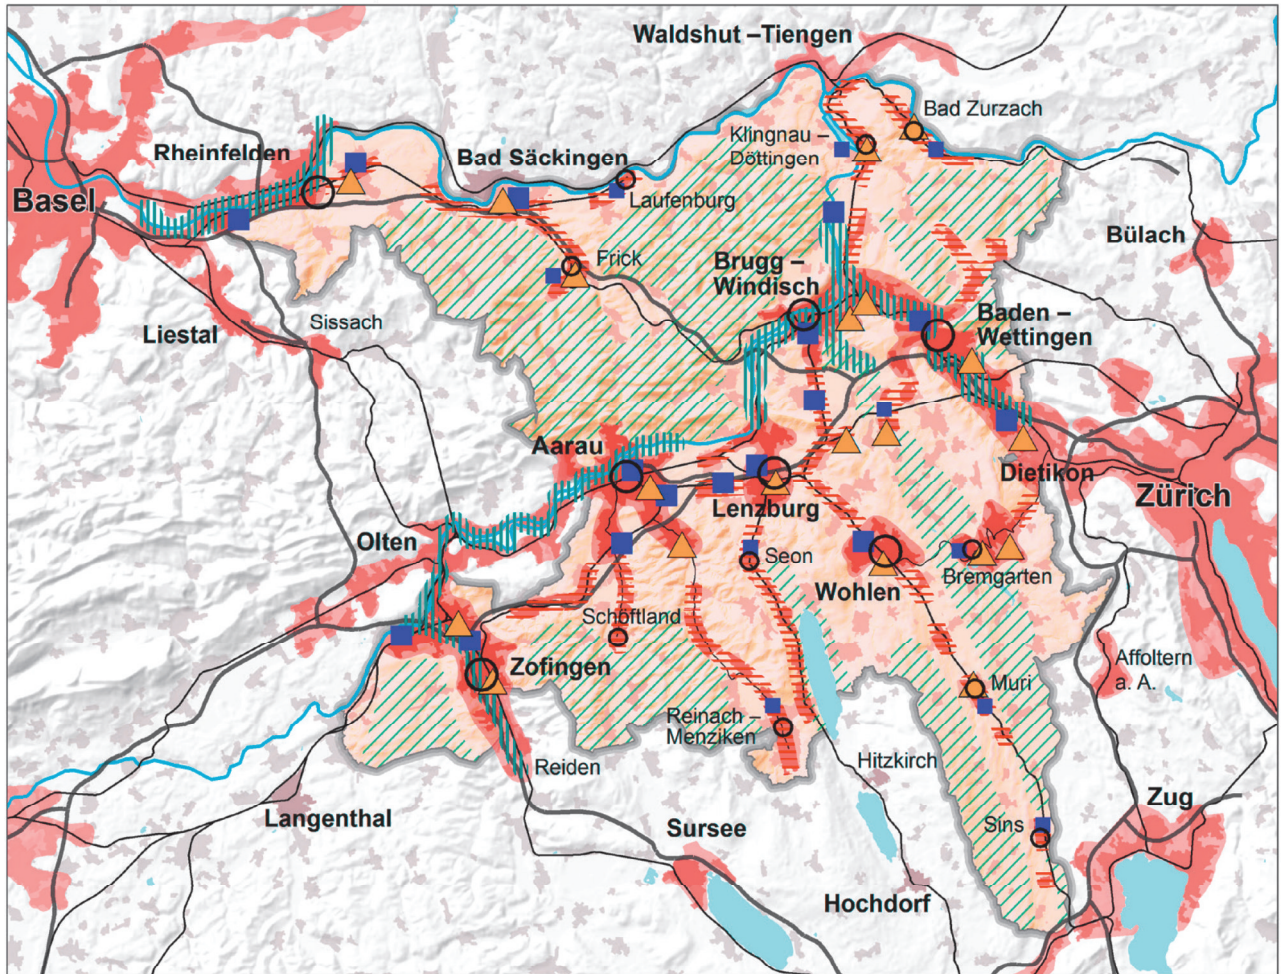 Waldshut –Tiengen
Bad Zurzach
Klingnau –
Döttingen
Rheinfelden
Bad Säckingen
Basel
Laufenburg
Bülach
Frick
Brugg –
Windisch
Baden –
Wettingen
Liestal
Sissach
Aarau
Dietikon
Zürich
Lenzburg
Olten
Seon
Bremgarten
Wohlen
Schöftland
Zofingen
Affoltern
a. A.
Muri
Reinach –
Menziken
Reiden
Hitzkirch
Langenthal
Sursee
Zug
Sins
Hochdorf